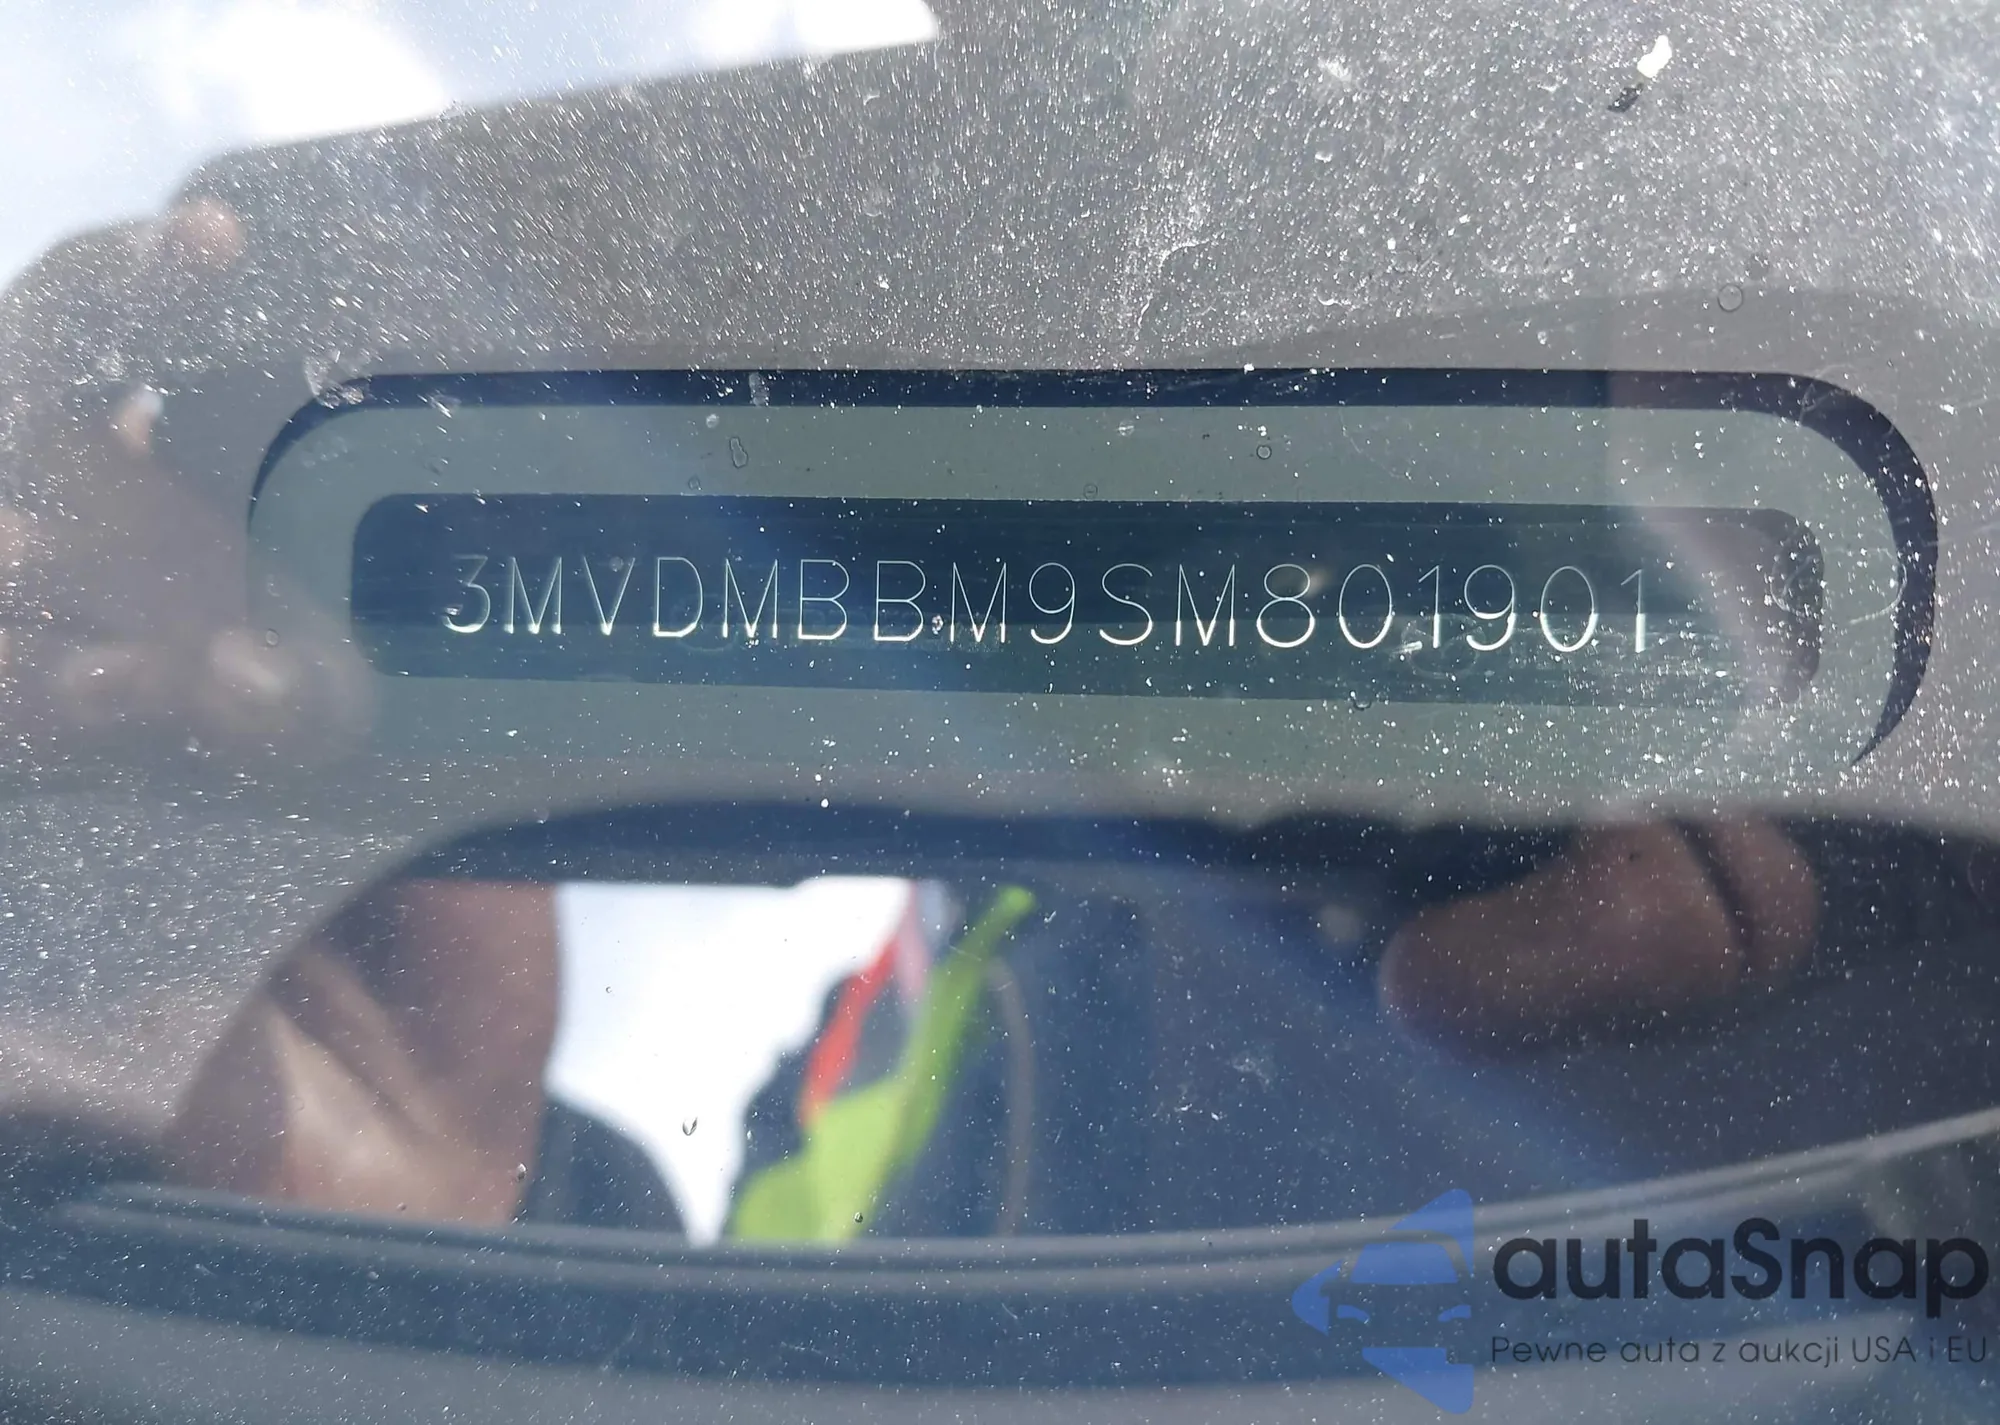 3MVDMBBM9SM801901
autaSnap
Pewne auta z aukcji USA i EU